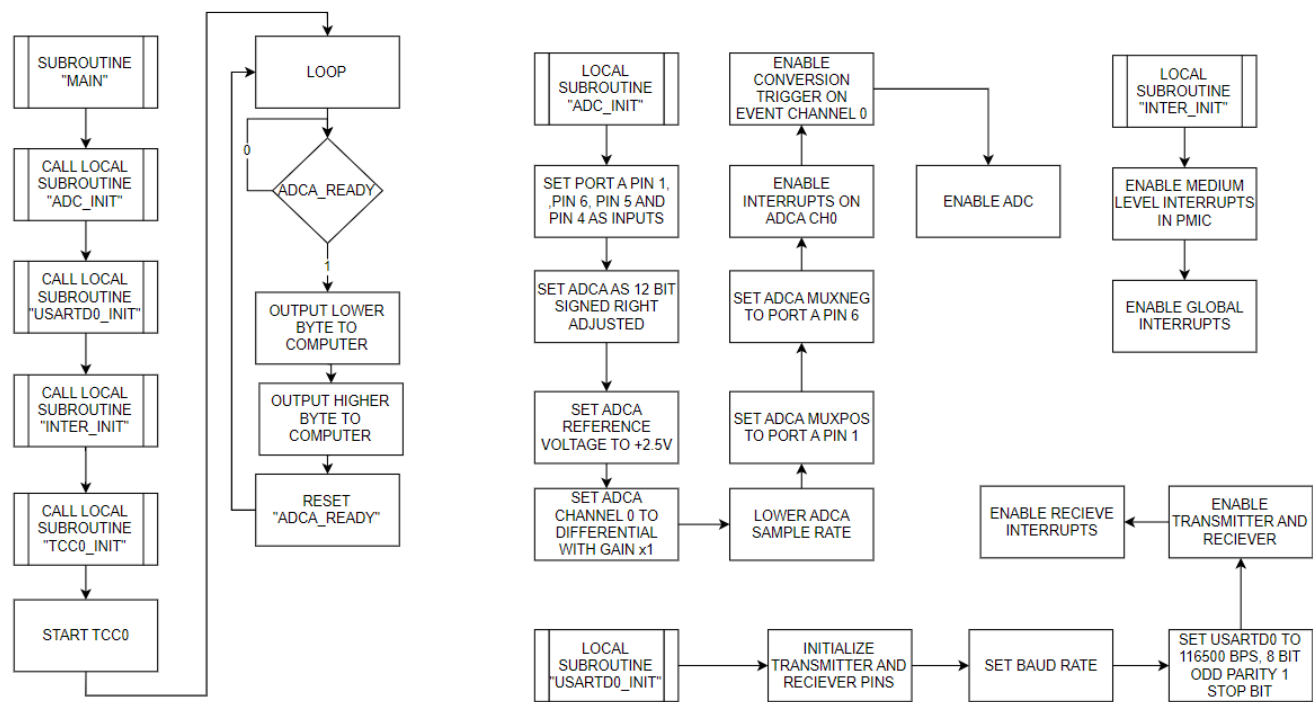 SUBROUTINE
"MAIN"
CALL LOCAL
SUBROUTINE
"ADC_INIT"
CALL LOCAL
SUBROUTINE
"USARTD0_INIT"
CALL LOCAL
SUBROUTINE
"INTER_INIT"
CALL LOCAL
SUBROUTINE
"TCC0_INIT"
START TCC0
LOOP
0
ADCA_READY
1
OUTPUT LOWER
BYTE TO
COMPUTER
OUTPUT HIGHER
BYTE TO
COMPUTER
RESET
"ADCA_READY"
LOCAL
SUBROUTINE
"ADC_INIT"
SET PORT A PIN 1,
,PIN 6, PIN 5 AND
PIN 4 AS INPUTS
SET ADCA AS 12 BIT
SIGNED RIGHT
ADJUSTED
SET ADCA
REFERENCE
VOLTAGE TO +2.5V
SET ADCA
CHANNEL 0 TO
DIFFERENTIAL
WITH GAIN x1
LOWER ADCA
SAMPLE RATE
SET ADCA MUXPOS
TO PORT A PIN 1
SET ADCA MUXNEG
TO PORT A PIN 6
ENABLE
INTERRUPTS ON
ADCA CH0
ENABLE
CONVERSION
TRIGGER ON
EVENT CHANNEL 0
ENABLE ADC
LOCAL
SUBROUTINE
"INTER_INIT"
ENABLE MEDIUM
LEVEL INTERRUPTS
IN PMIC
ENABLE GLOBAL
INTERRUPTS
LOCAL
SUBROUTINE
"USARTD0_INIT"
INITIALIZE
TRANSMITTER AND
RECIEVER PINS
SET BAUD RATE
SET USARTD0 TO
116500 BPS, 8 BIT
ODD PARITY 1
STOP BIT
ENABLE
TRANSMITTER AND
RECIEVER
ENABLE RECIEVE
INTERRUPTS